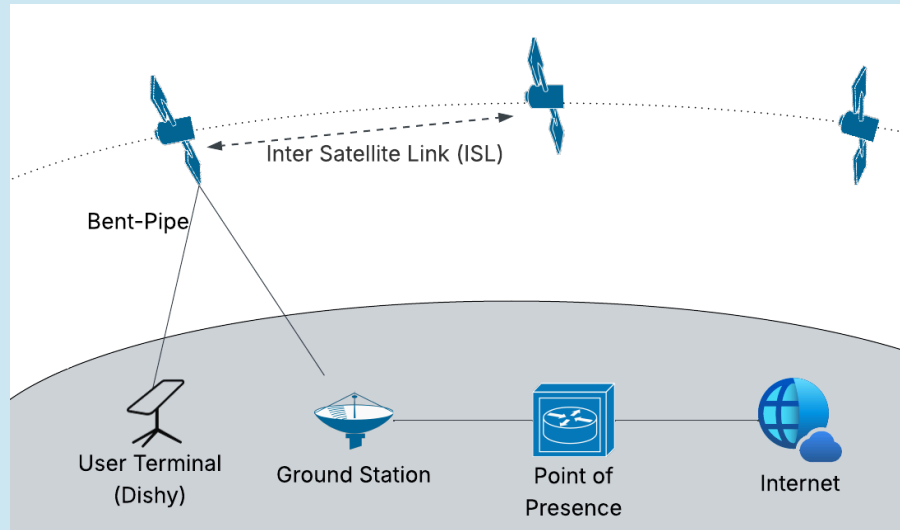 Inter Satellite Link (ISL)
Bent-Pipe
User Terminal
(Dishy)
Ground Station
Point of
Presence
Internet